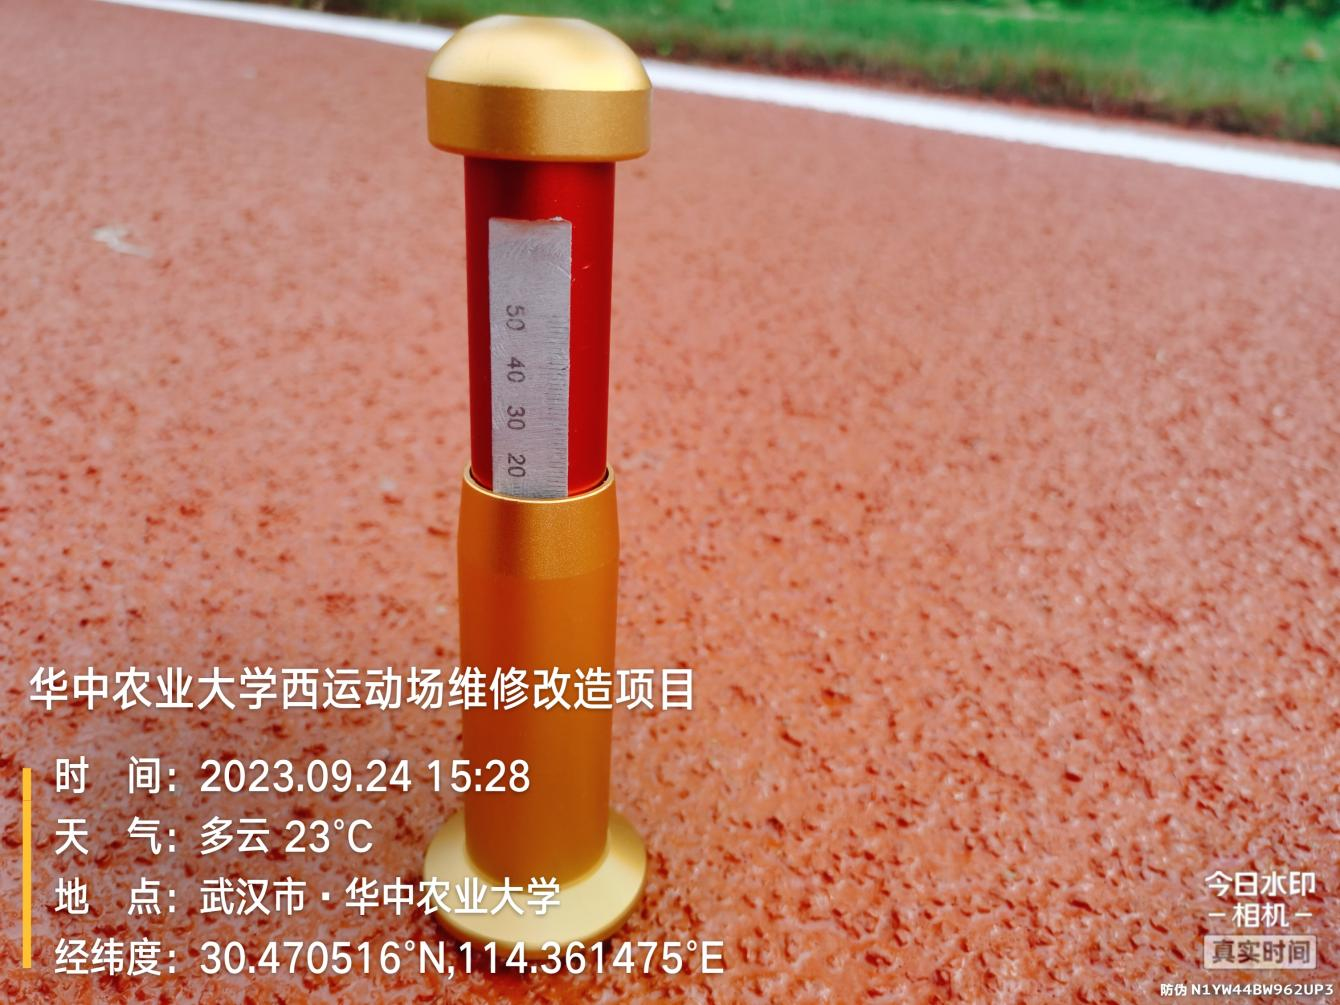 50
40
30
20
华中农业大学西运动场维修改造项目
时 间：2023.09.24 15:28
天 气：多云 23°C
地 点：武汉市·华中农业大学
经纬度：30.470516°N,114.361475°E
今日水印
-相机-
真实时间
防伪 N1YW44BW962UP3